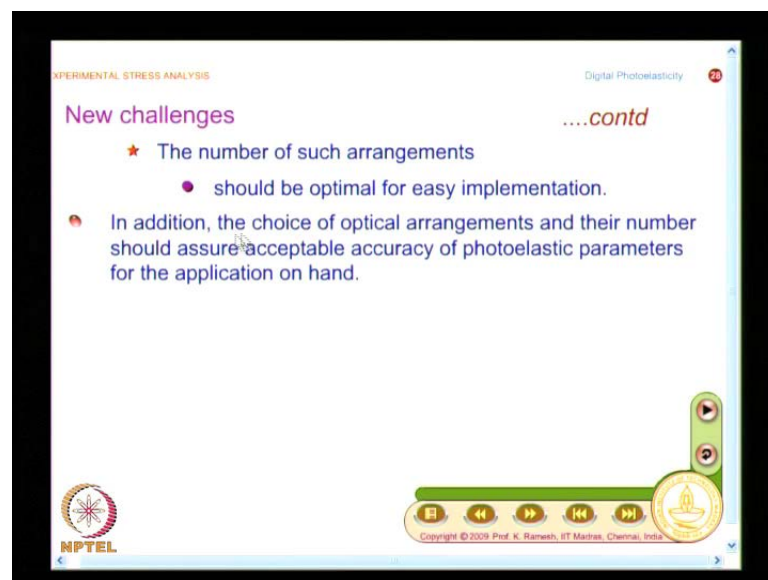 XPERIMENTAL STRESS ANALYSIS
Digital Photoelasticity
28
New challenges
....contd
The number of such arrangements
should be optimal for easy implementation.
In addition, the choice of optical arrangements and their number
should assure acceptable accuracy of photoelastic parameters
for the application on hand.
NPTEL
Copyright © 2009 Prof. K. Ramesh, IIT Madras, Chennai, India